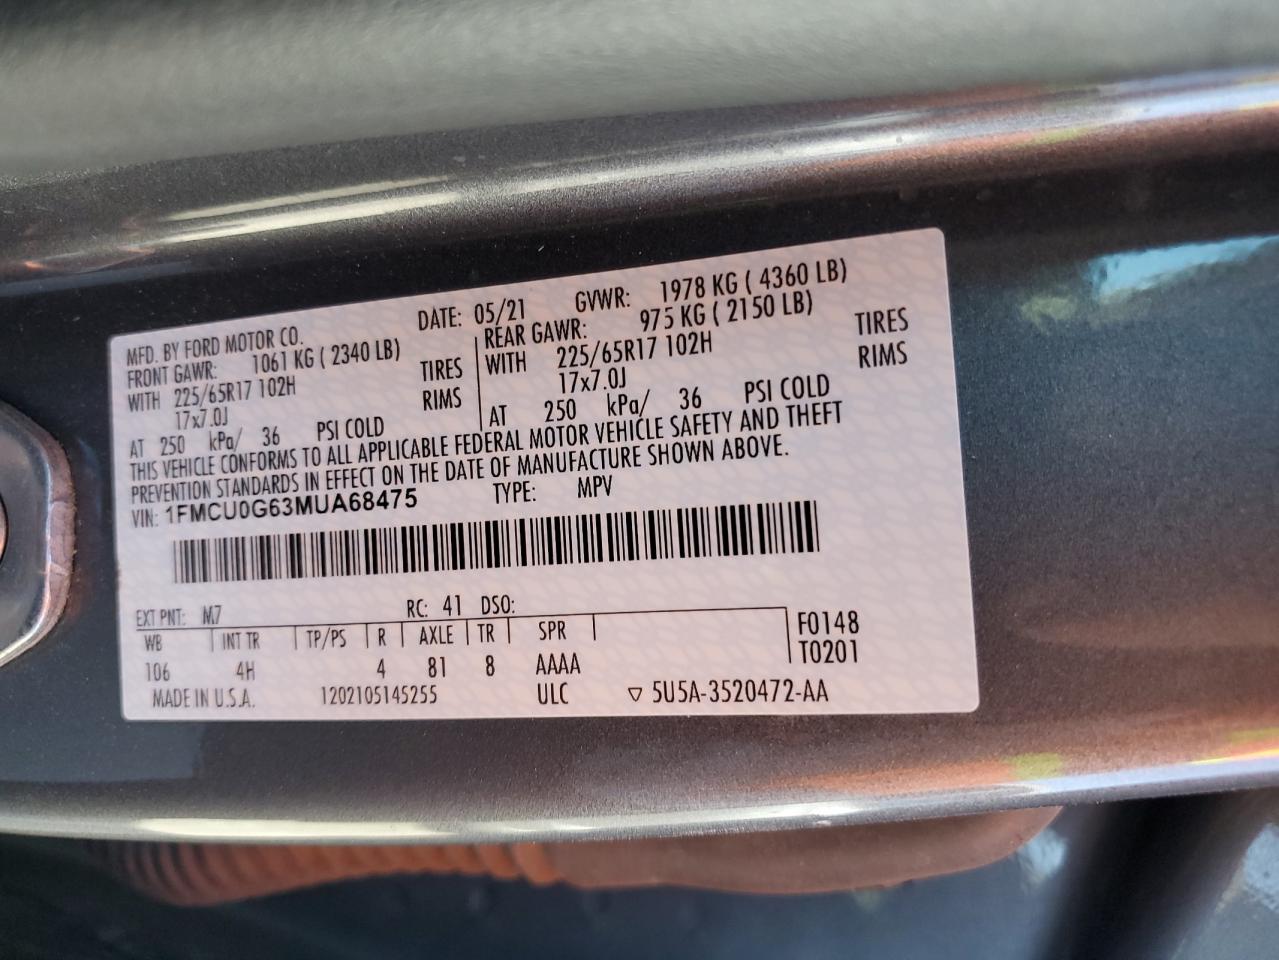 MFD. BY FORD MOTOR CO. DATE: 05/21 GVWR: 1978 KG ( 4360 LB)
FRONT GAWR: 1061 KG ( 2340 LB)
WITH 225/65R17 102H TIRES
17x7.0J RIMS
AT 250 kPa/ 36 PSI COLD
REAR GAWR: 975 KG ( 2150 LB)
WITH 225/65R17 102H TIRES
17x7.0J RIMS
AT 250 kPa/ 36 PSI COLD
THIS VEHICLE CONFORMS TO ALL APPLICABLE FEDERAL MOTOR VEHICLE SAFETY AND THEFT
PREVENTION STANDARDS IN EFFECT ON THE DATE OF MANUFACTURE SHOWN ABOVE.
VIN: 1FMCU0G63MUA68475 TYPE: MPV
EXT PNT: M7 RC: 41 DSO:
WB INT TR TP/PS R AXLE TR SPR F0148
106 4H 4 81 8 AAAA T0201
MADE IN U.S.A. 1202105145255 ULC ▽ 5U5A-3520472-AA